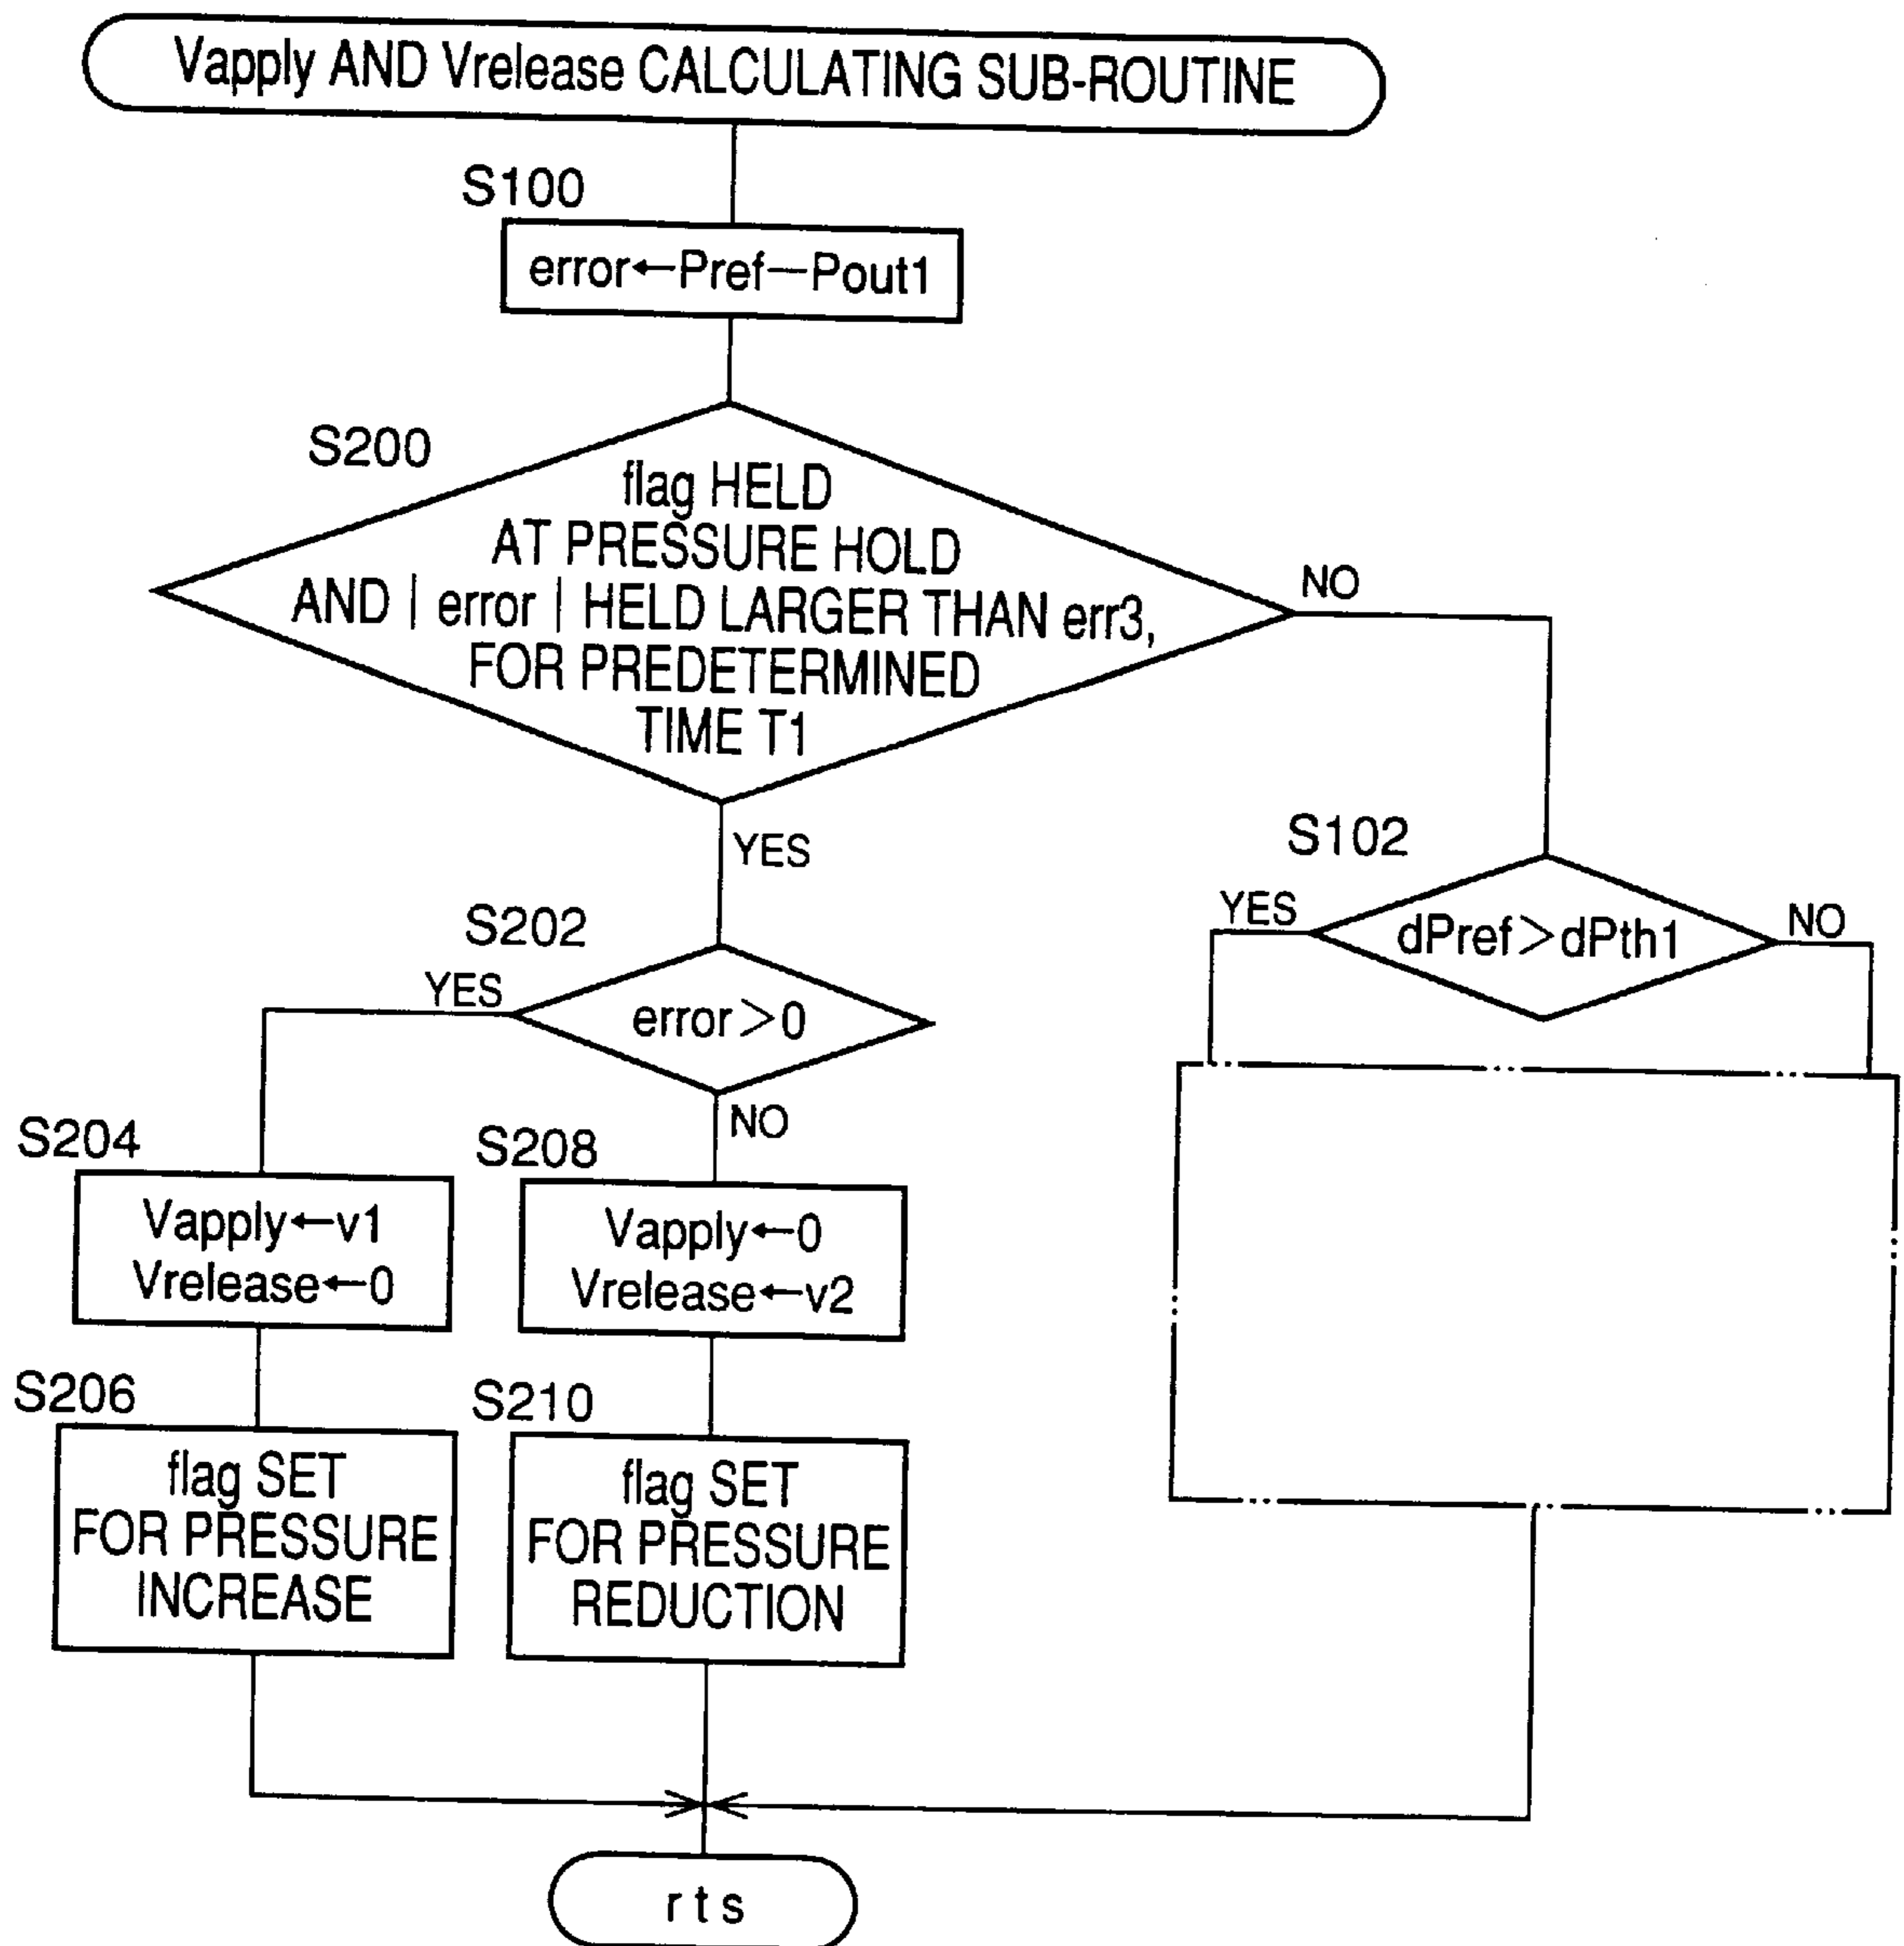 Vapply AND Vrelease CALCULATING SUB-ROUTINE
S100
error←Pref—Pout1
S200
flag HELD
AT PRESSURE HOLD
AND | error | HELD LARGER THAN err3,
FOR PREDETERMINED
TIME T1
NO
YES
S102
dPref>dPth1
YES
NO
S202
error>0
YES
NO
S204
Vapply←v1
Vrelease←0
S208
Vapply←0
Vrelease←v2
S206
flag SET
FOR PRESSURE
INCREASE
S210
flag SET
FOR PRESSURE
REDUCTION
rts